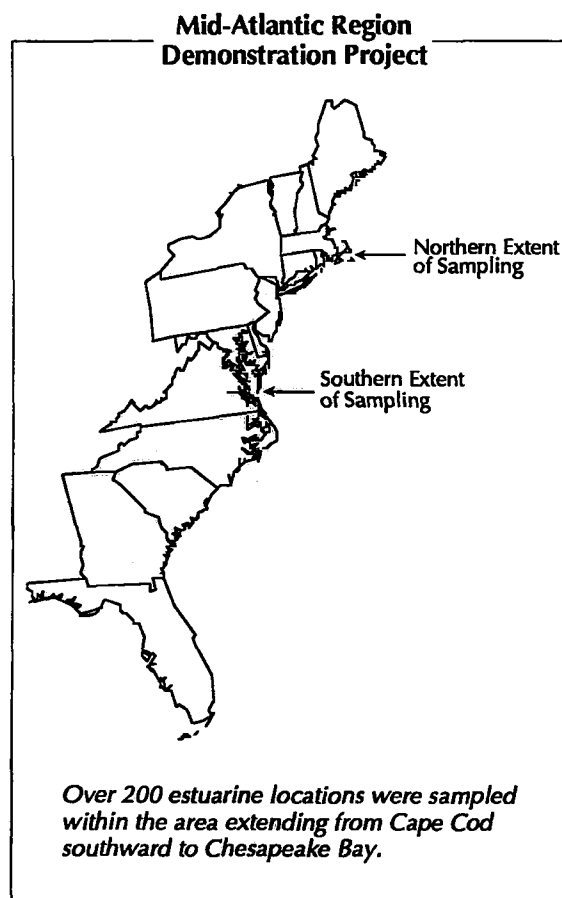 Mid-Atlantic Region
Demonstration Project
Northern Extent
of Sampling
Southern Extent
of Sampling
Over 200 estuarine locations were sampled
within the area extending from Cape Cod
southward to Chesapeake Bay.